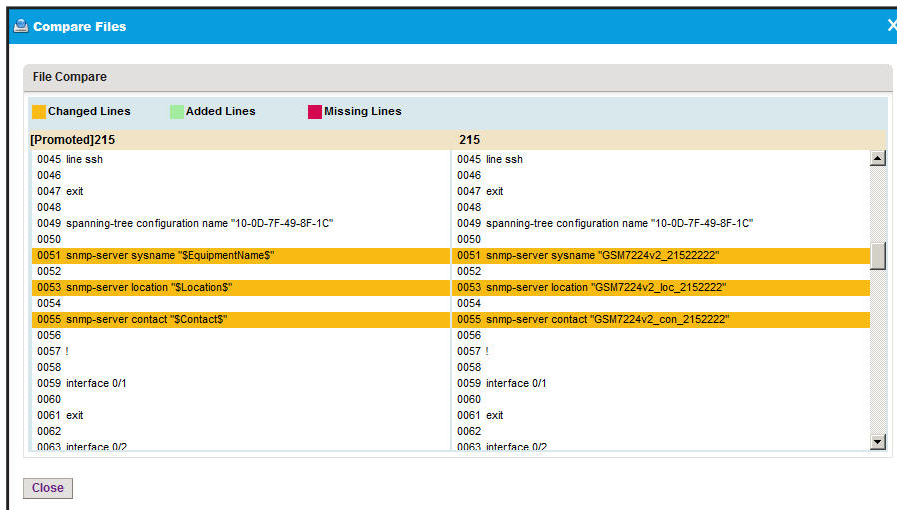 Compare Files
File Compare
Changed Lines Added Lines Missing Lines
[Promoted]215 215
0045 line ssh 0045 line ssh
0046 0046
0047 exit 0047 exit
0048 0048
0049 spanning-tree configuration name "10-0D-7F-49-8F-1C" 0049 spanning-tree configuration name "10-0D-7F-49-8F-1C"
0050 0050
0051 snmp-server sysname "$EquipmentName$" 0051 snmp-server sysname "GSM7224v2_21522222"
0052 0052
0053 snmp-server location "$Location$" 0053 snmp-server location "GSM7224v2_loc_2152222"
0054 0054
0055 snmp-server contact "$Contact$" 0055 snmp-server contact "GSM7224v2_con_2152222"
0056 0056
0057 ! 0057 !
0058 0058
0059 interface 0/1 0059 interface 0/1
0060 0060
0061 exit 0061 exit
0062 0062
0063 interface 0/2 0063 interface 0/2
Close